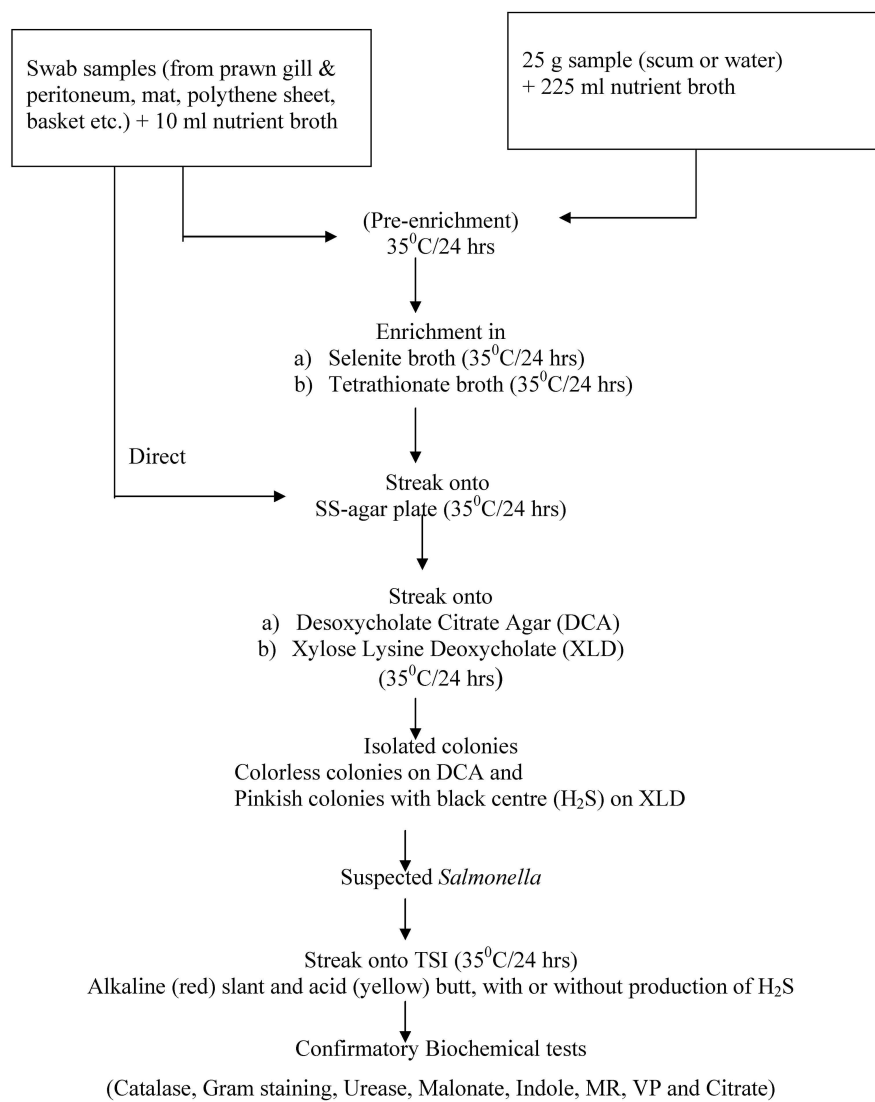 Swab samples (from prawn gill &
peritoneum, mat, polythene sheet,
basket etc.) + 10 ml nutrient broth
25 g sample (scum or water)
+ 225 ml nutrient broth
(Pre-enrichment)
35⁰C/24 hrs
Enrichment in
a) Selenite broth (35⁰C/24 hrs)
b) Tetrathionate broth (35⁰C/24 hrs)
Direct
Streak onto
SS-agar plate (35⁰C/24 hrs)
Streak onto
a) Desoxycholate Citrate Agar (DCA)
b) Xylose Lysine Deoxycholate (XLD)
(35⁰C/24 hrs)
Isolated colonies
Colorless colonies on DCA and
Pinkish colonies with black centre (H₂S) on XLD
Suspected Salmonella
Streak onto TSI (35⁰C/24 hrs)
Alkaline (red) slant and acid (yellow) butt, with or without production of H₂S
Confirmatory Biochemical tests
(Catalase, Gram staining, Urease, Malonate, Indole, MR, VP and Citrate)